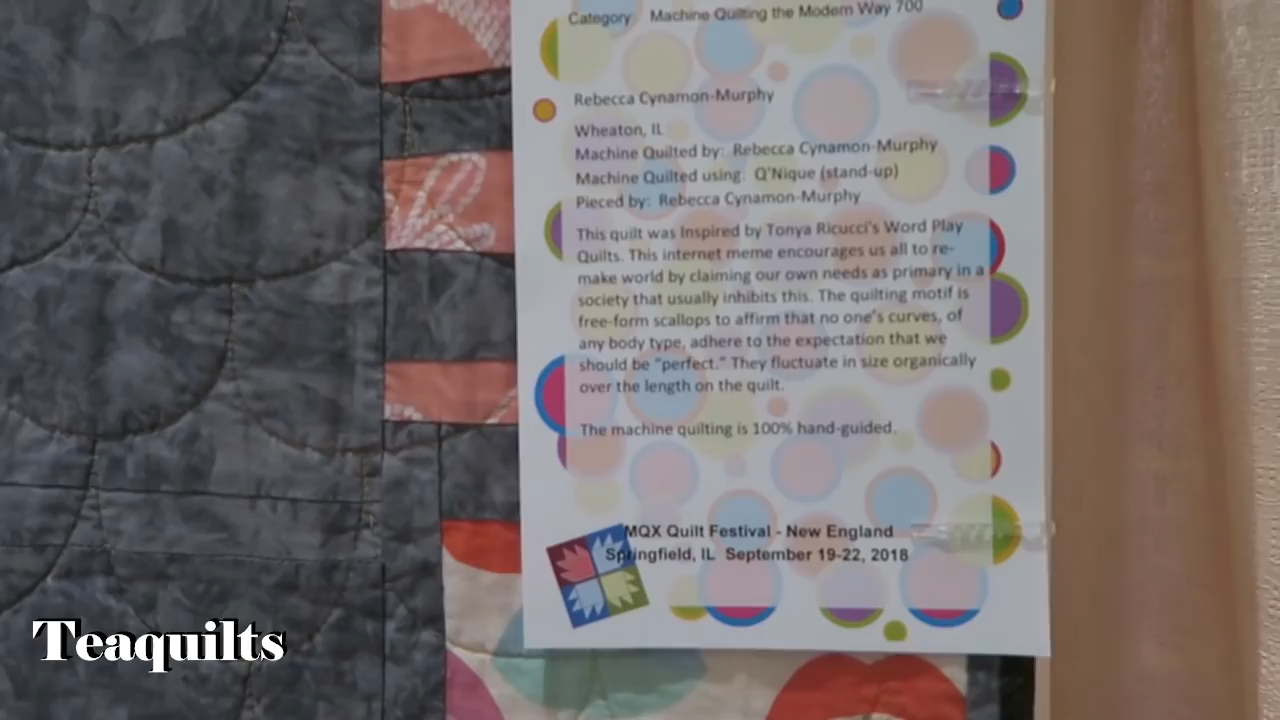 Category Machine Quilting the Modern Way 700
Rebecca Cynamon-Murphy
Wheaton, IL
Machine Quilted by: Rebecca Cynamon-Murphy
Machine Quilted using: Q'Nique (stand-up)
Pieced by: Rebecca Cynamon-Murphy
This quilt was Inspired by Tonya Ricucci's Word Play
Quilts. This internet meme encourages us all to re-
make world by claiming our own needs as primary in a
society that usually inhibits this. The quilting motif is
free-form scallops to affirm that no one's curves, of
any body type, adhere to the expectation that we
should be "perfect." They fluctuate in size organically
over the length on the quilt.
The machine quilting is 100% hand-guided.
MQX Quilt Festival - New England
Springfield, IL September 19-22, 2018
Teaquilts